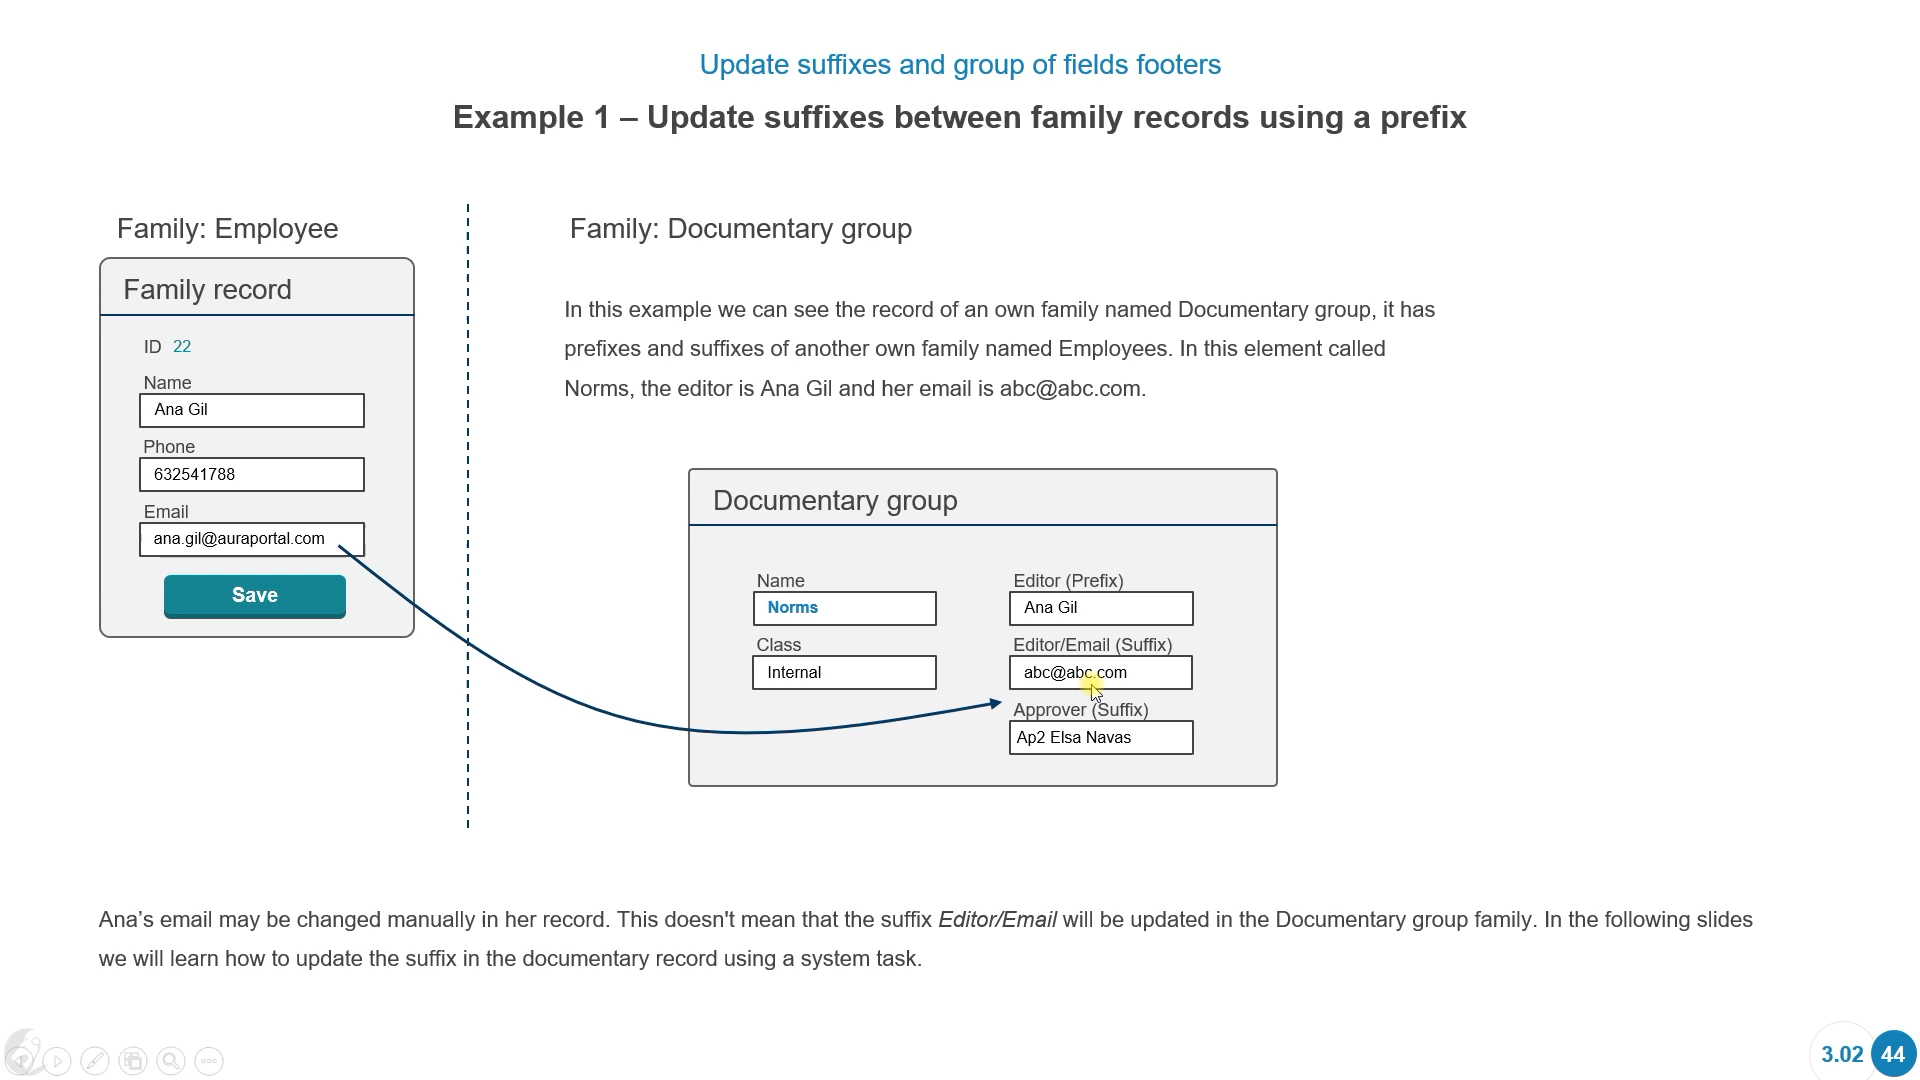 Update suffixes and group of fields footers
Example 1 – Update suffixes between family records using a prefix
Family: Employee
Family record
ID 22
Name
Ana Gil
Phone
632541788
Email
ana.gil@auraportal.com
Save
Family: Documentary group
In this example we can see the record of an own family named Documentary group, it has
prefixes and suffixes of another own family named Employees. In this element called
Norms, the editor is Ana Gil and her email is abc@abc.com.
Documentary group
Name
Norms
Class
Internal
Editor (Prefix)
Ana Gil
Editor/Email (Suffix)
abc@abc.com
Approver (Suffix)
Ap2 Elsa Navas
Ana’s email may be changed manually in her record. This doesn't mean that the suffix Editor/Email will be updated in the Documentary group family. In the following slides
we will learn how to update the suffix in the documentary record using a system task.
3.02 44